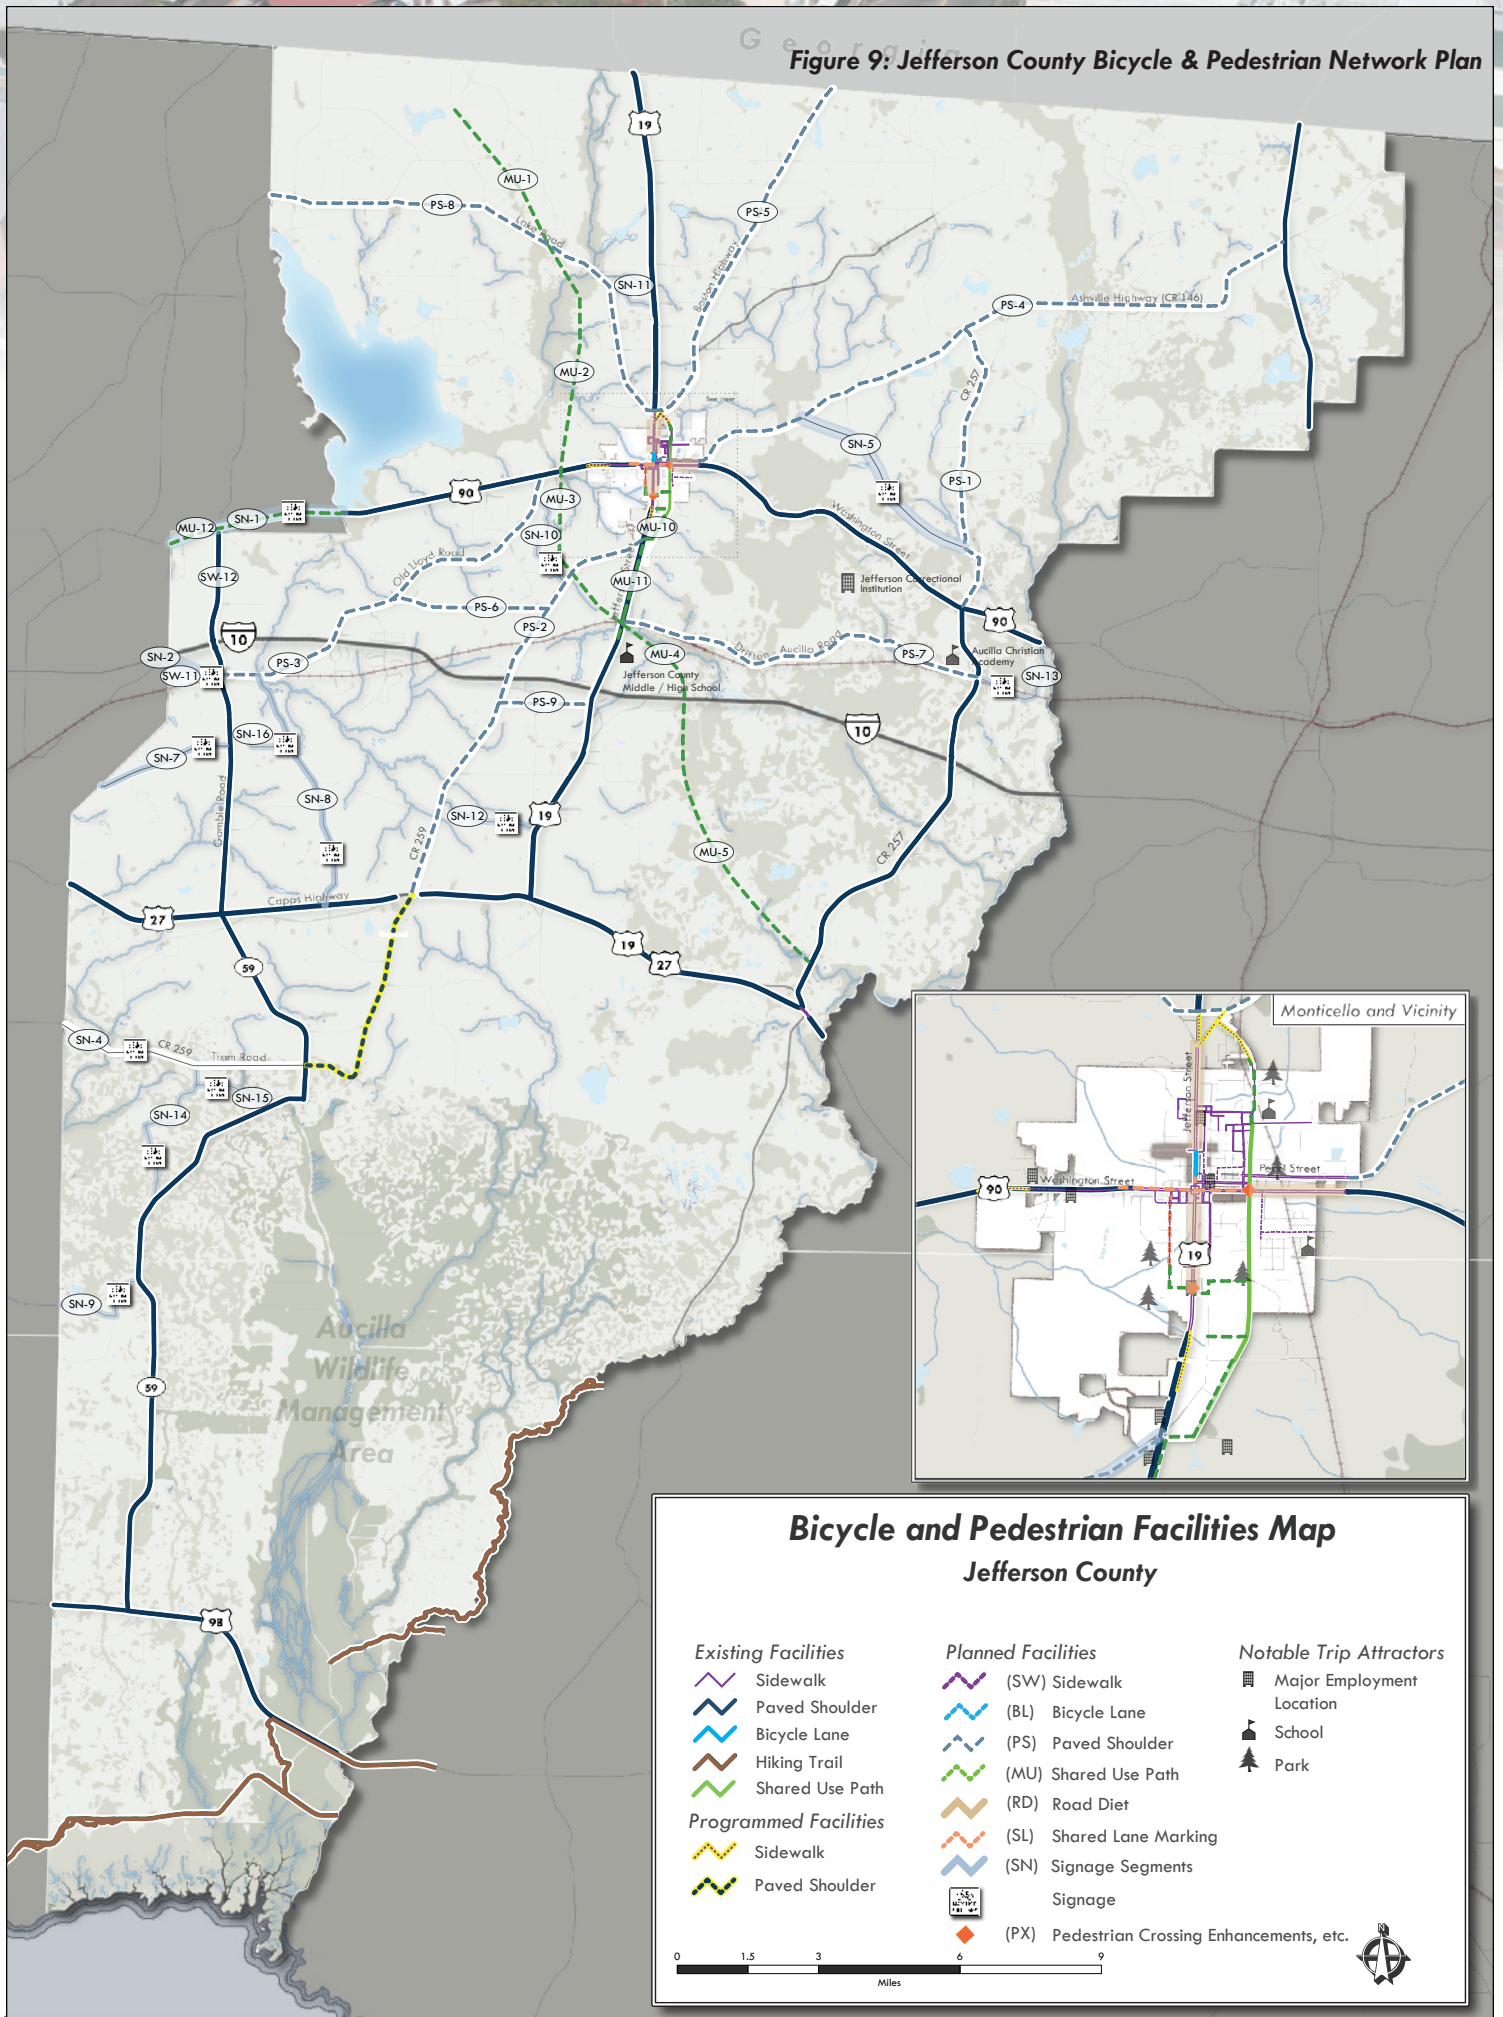 Georgia
Figure 9: Jefferson County Bicycle & Pedestrian Network Plan
19
MU-1
PS-8
PS-5
Lake Road
Boston Highway
SN-11
PS-4
Ashville Highway (CR 146)
MU-2
CR 257
See Inset
SN-5
PS-1
90
MU-3
MU-12
SN-1
SN-10
MU-10
Washington Street
Old Lloyd Road
SW-12
MU-11
Jefferson Correctional
Institution
PS-6
PS-2
90
10
SN-2
PS-3
MU-4
Drifton - Aucilla Road
PS-7
Aucilla Christian
Academy
SW-11
SN-13
Jefferson County
Middle / High School
PS-9
10
SN-16
SN-7
SN-8
Gamble Road
SN-12
19
CR 259
MU-5
CR 257
Capps Highway
27
19
27
59
SN-4
CR 259
Tram Road
SN-15
SN-14
SN-9
59
Aucilla
Wildlife
Management
Area
98
Monticello and Vicinity
Jefferson Street
Pearl Street
Washington Street
90
19
Bicycle and Pedestrian Facilities Map
Jefferson County
Existing Facilities
Sidewalk
Paved Shoulder
Bicycle Lane
Hiking Trail
Shared Use Path
Programmed Facilities
Sidewalk
Paved Shoulder
Planned Facilities
(SW) Sidewalk
(BL) Bicycle Lane
(PS) Paved Shoulder
(MU) Shared Use Path
(RD) Road Diet
(SL) Shared Lane Marking
(SN) Signage Segments
Signage
(PX) Pedestrian Crossing Enhancements, etc.
Notable Trip Attractors
Major Employment
Location
School
Park
0 1.5 3 6 9
Miles
N